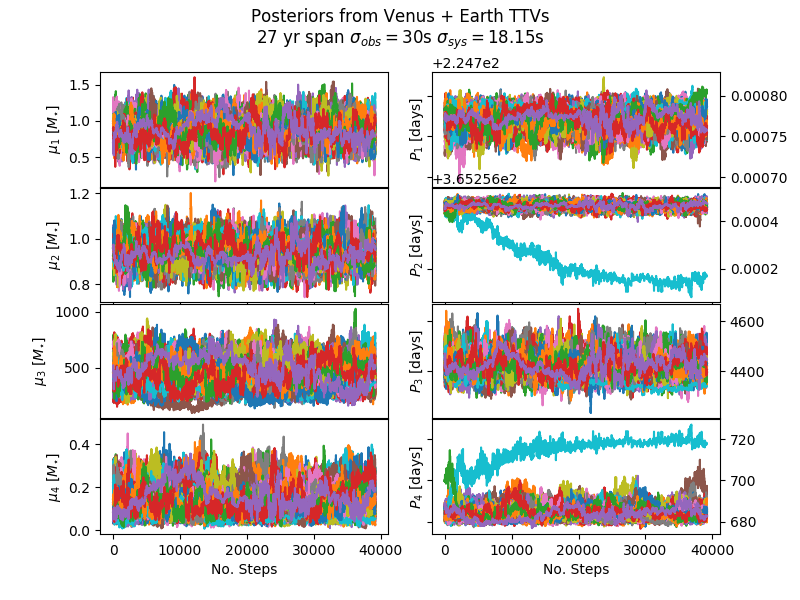 Posteriors from Venus + Earth TTVs
27 yr span σ_obs = 30s σ_sys = 18.15s
+2.247e2
1.5
1.0
0.5
μ₁ [M⋆]
P₁ [days]
0.00080
0.00075
0.00070
+3.65256e2
1.2
1.0
0.8
μ₂ [M⋆]
P₂ [days]
0.0004
0.0002
1000
500
μ₃ [M⋆]
P₃ [days]
4600
4400
0.4
0.2
0.0
μ₄ [M⋆]
P₄ [days]
720
700
680
0 10000 20000 30000 40000
No. Steps
0 10000 20000 30000 40000
No. Steps